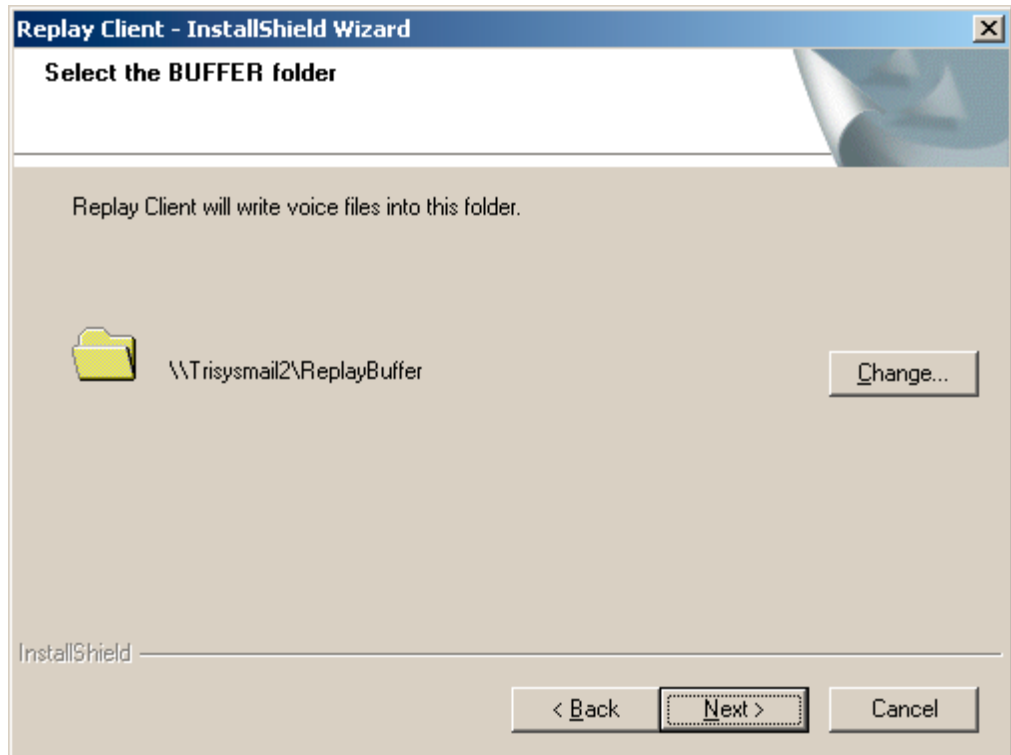 Replay Client - InstallShield Wizard
Select the BUFFER folder
Replay Client will write voice files into this folder.
\\Trisysmail2\ReplayBuffer
Change...
InstallShield
< Back
Next >
Cancel